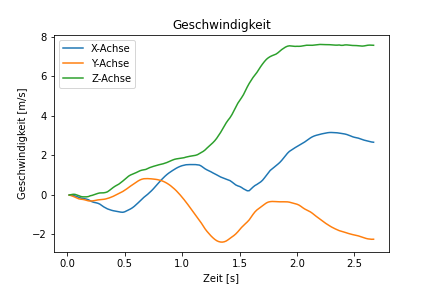 Geschwindigkeit
X-Achse
Y-Achse
Z-Achse
Geschwindigkeit [m/s]
8
6
4
2
0
−2
0.0 0.5 1.0 1.5 2.0 2.5
Zeit [s]